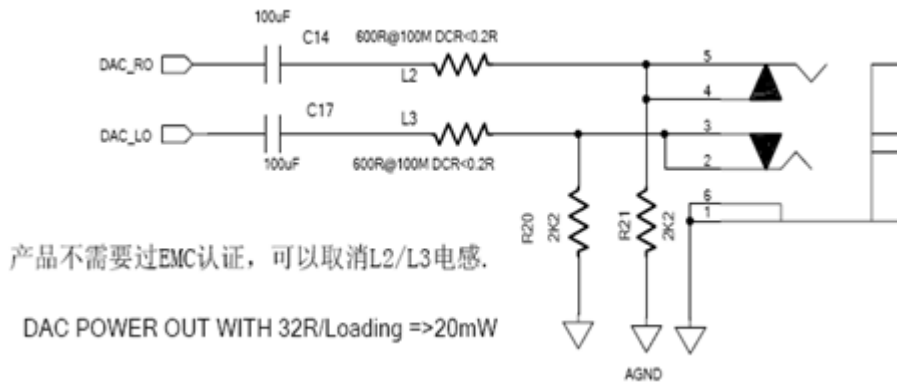 100uF
C14
600R@100M DCR<0.2R
DAC_RO
L2
5
4
C17
L3
DAC_LO
3
100uF
600R@100M DCR<0.2R
2
R20
2K2
R21
2K2
6
1
产品不需要过EMC认证，可以取消L2/L3电感.
DAC POWER OUT WITH 32R/Loading =>20mW
AGND